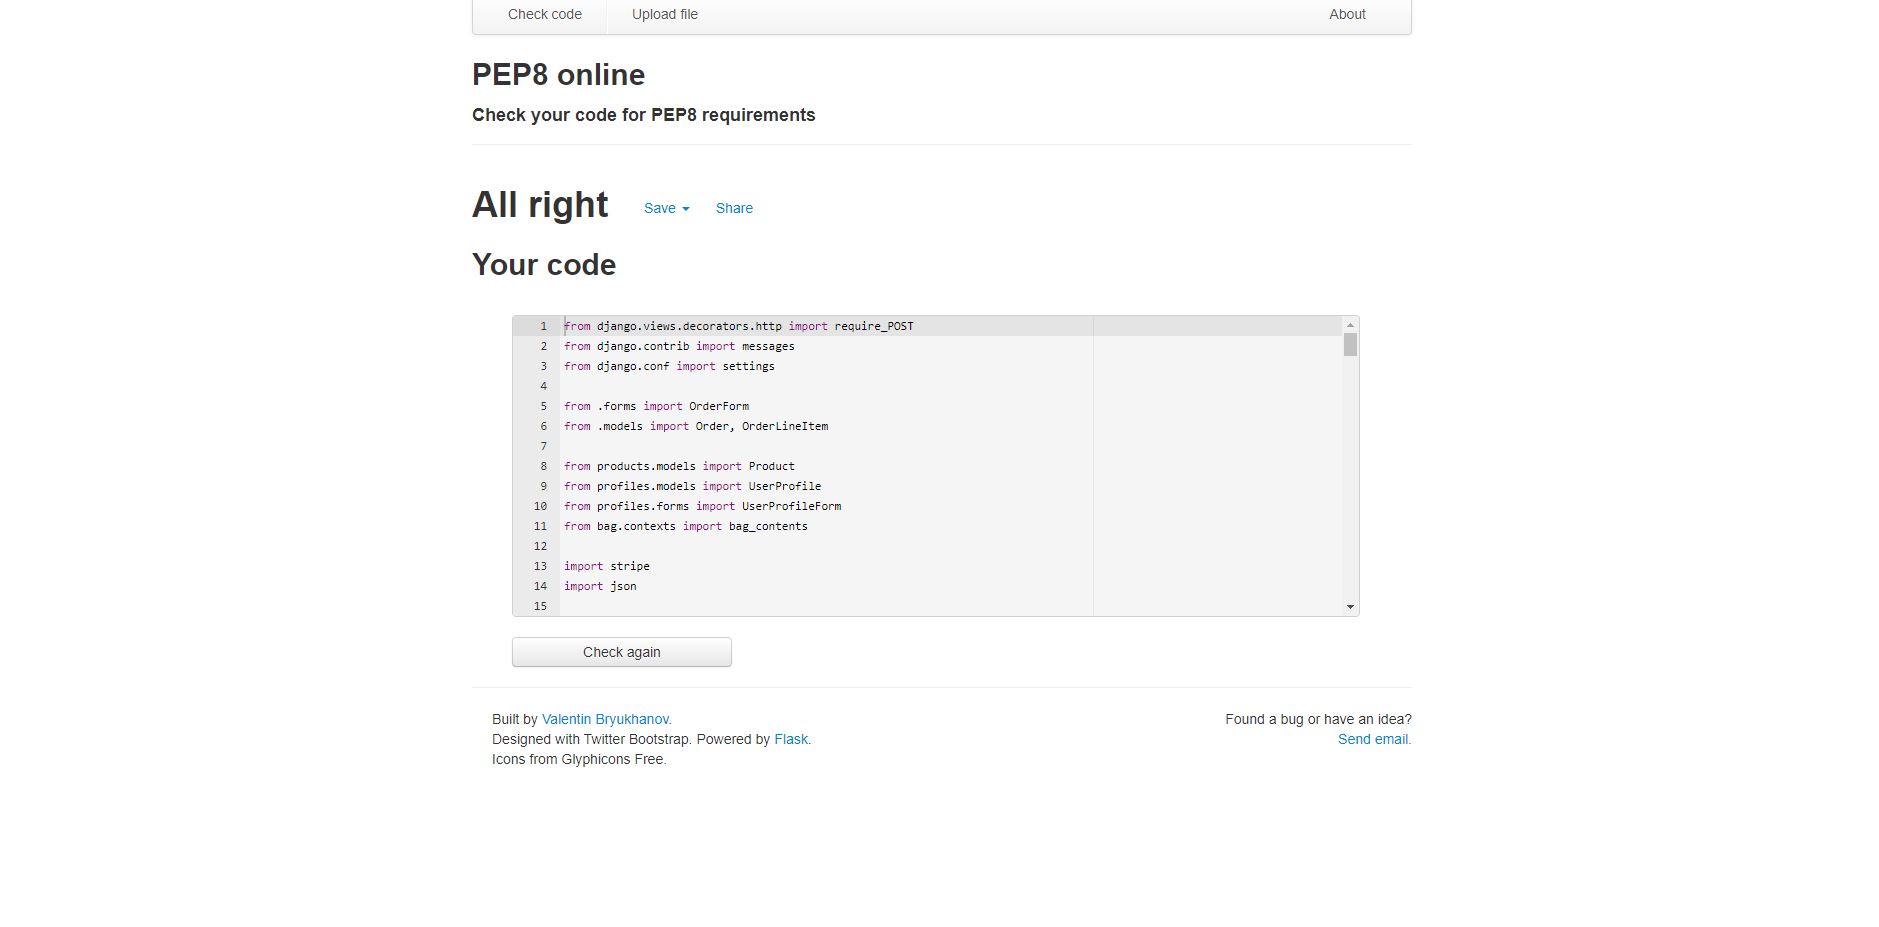 Check code Upload file About
PEP8 online
Check your code for PEP8 requirements
All right Save Share
Your code
1 from django.views.decorators.http import require_POST
2 from django.contrib import messages
3 from django.conf import settings
4
5 from .forms import OrderForm
6 from .models import Order, OrderLineItem
7
8 from products.models import Product
9 from profiles.models import UserProfile
10 from profiles.forms import UserProfileForm
11 from bag.contexts import bag_contents
12
13 import stripe
14 import json
15
Check again
Built by Valentin Bryukhanov. Found a bug or have an idea?
Designed with Twitter Bootstrap. Powered by Flask. Send email.
Icons from Glyphicons Free.